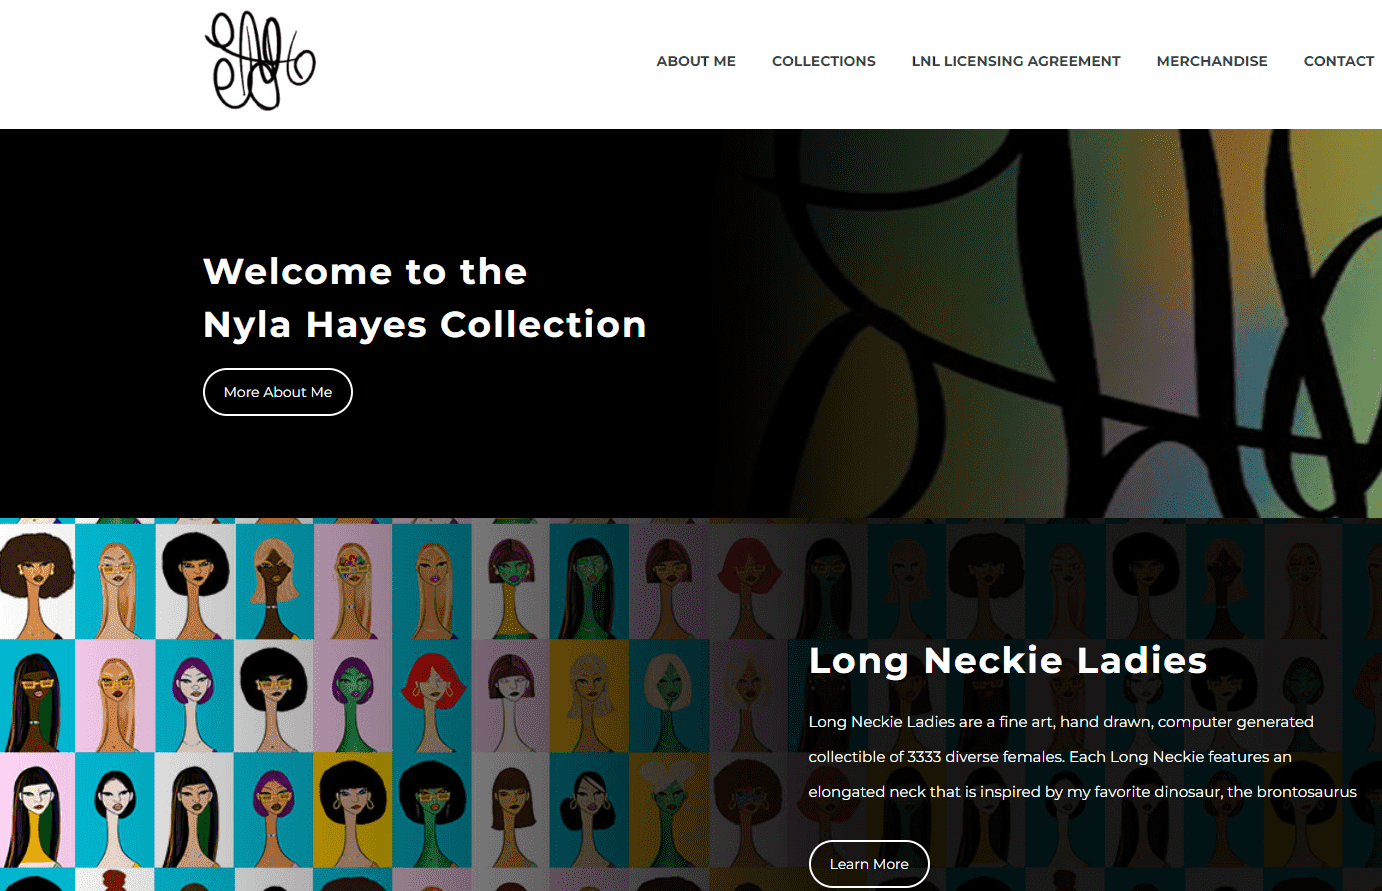 ABOUT ME
COLLECTIONS
LNL LICENSING AGREEMENT
MERCHANDISE
CONTACT
Welcome to the
Nyla Hayes Collection
More About Me
Long Neckie Ladies
Long Neckie Ladies are a fine art, hand drawn, computer generated
collectible of 3333 diverse females. Each Long Neckie features an
elongated neck that is inspired by my favorite dinosaur, the brontosaurus
Learn More